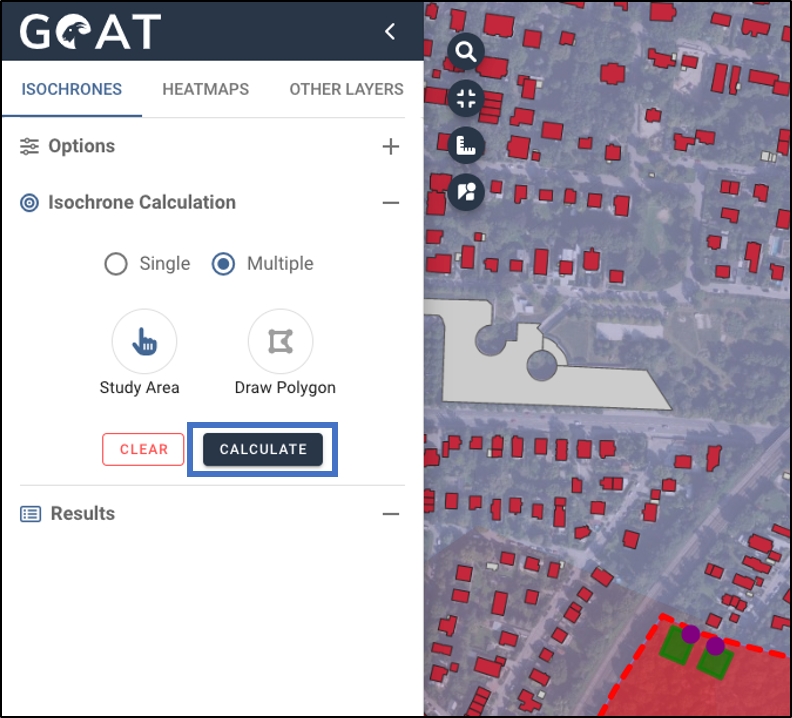 GOAT
ISOCHRONES HEATMAPS OTHER LAYERS
Options
Isochrone Calculation
Single Multiple
Study Area Draw Polygon
CLEAR CALCULATE
Results